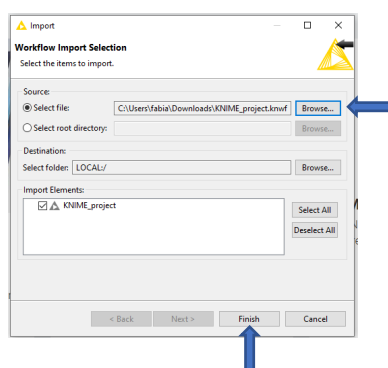 Import
Workflow Import Selection
Select the items to import.
Source:
Select file: C:\Users\fabia\Downloads\KNIME_project.knwf Browse...
Select root directory: Browse...
Destination:
Select folder: LOCAL:/ Browse...
Import Elements:
KNIME_project
Select All
Deselect All
< Back Next > Finish Cancel